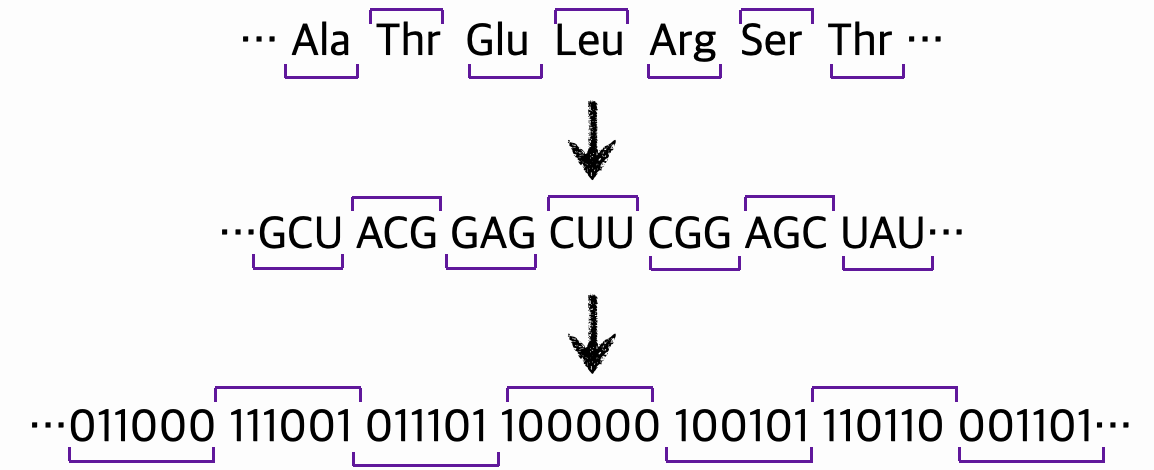 ··· Ala Thr Glu Leu Arg Ser Thr ···
···GCU ACG GAG CUU CGG AGC UAU···
···011000 111001 011101 100000 100101 110110 001101···